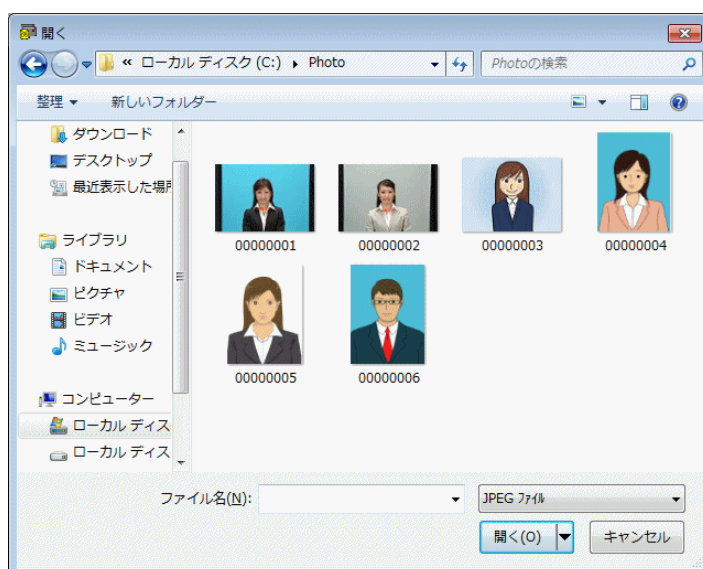 開く
« ローカル ディスク (C:) ▸ Photo
Photoの検索
整理 ▼ 新しいフォルダー
ダウンロード
デスクトップ
最近表示した場所
ライブラリ
ドキュメント
ピクチャ
ビデオ
ミュージック
コンピューター
ローカル ディス
ローカル ディス
00000001 00000002 00000003 00000004
00000005 00000006
ファイル名(N):
JPEG ファイル
開く(O) キャンセル